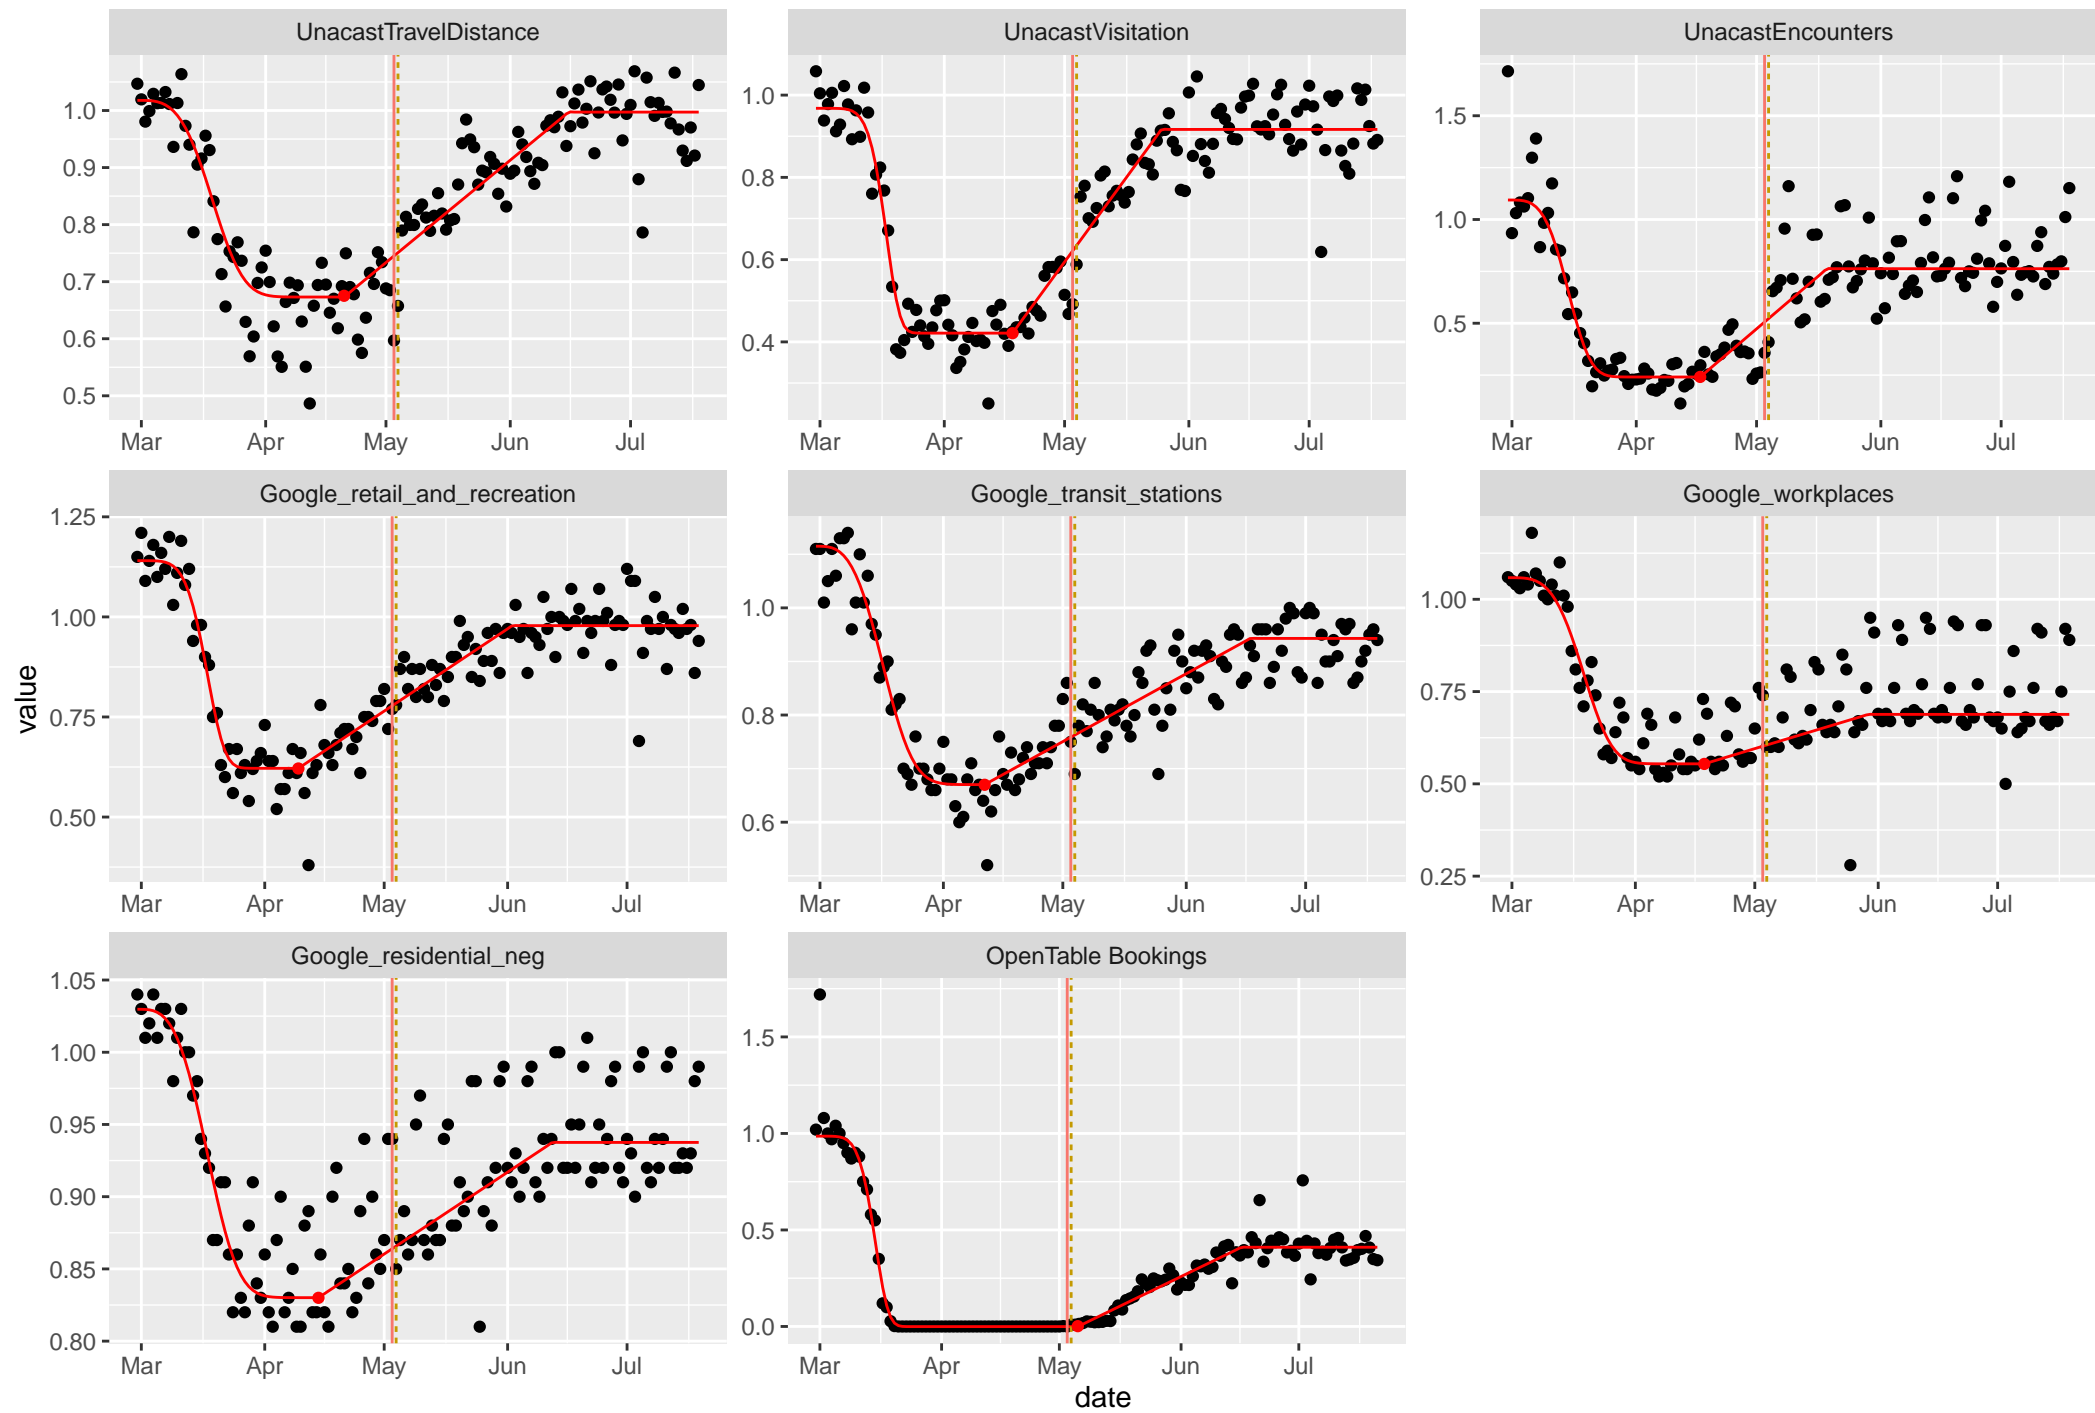 UnacastTravelDistance
UnacastVisitation
UnacastEncounters
1.0
0.9
0.8
0.7
0.6
0.5
1.0
0.8
0.6
0.4
1.5
1.0
0.5
Mar Apr May Jun Jul
Mar Apr May Jun Jul
Mar Apr May Jun Jul
Google_retail_and_recreation
Google_transit_stations
Google_workplaces
1.25
1.00
0.75
0.50
1.0
0.8
0.6
1.00
0.75
0.50
0.25
Mar Apr May Jun Jul
Mar Apr May Jun Jul
Mar Apr May Jun Jul
value
Google_residential_neg
OpenTable Bookings
1.05
1.00
0.95
0.90
0.85
0.80
1.5
1.0
0.5
0.0
Mar Apr May Jun Jul
Mar Apr May Jun Jul
date